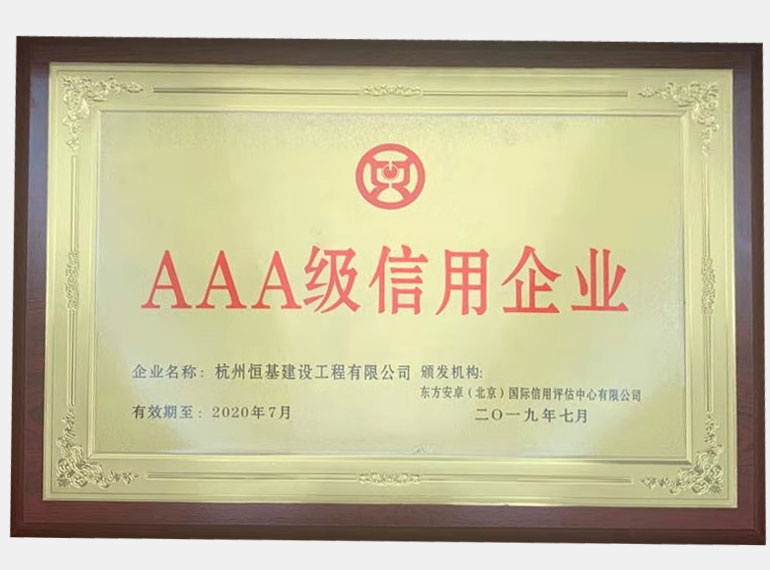 AAA级信用企业
企业名称：杭州恒基建设工程有限公司
有效期至：2020年7月
颁发机构：
东方安卓（北京）国际信用评估中心有限公司
二〇一九年七月